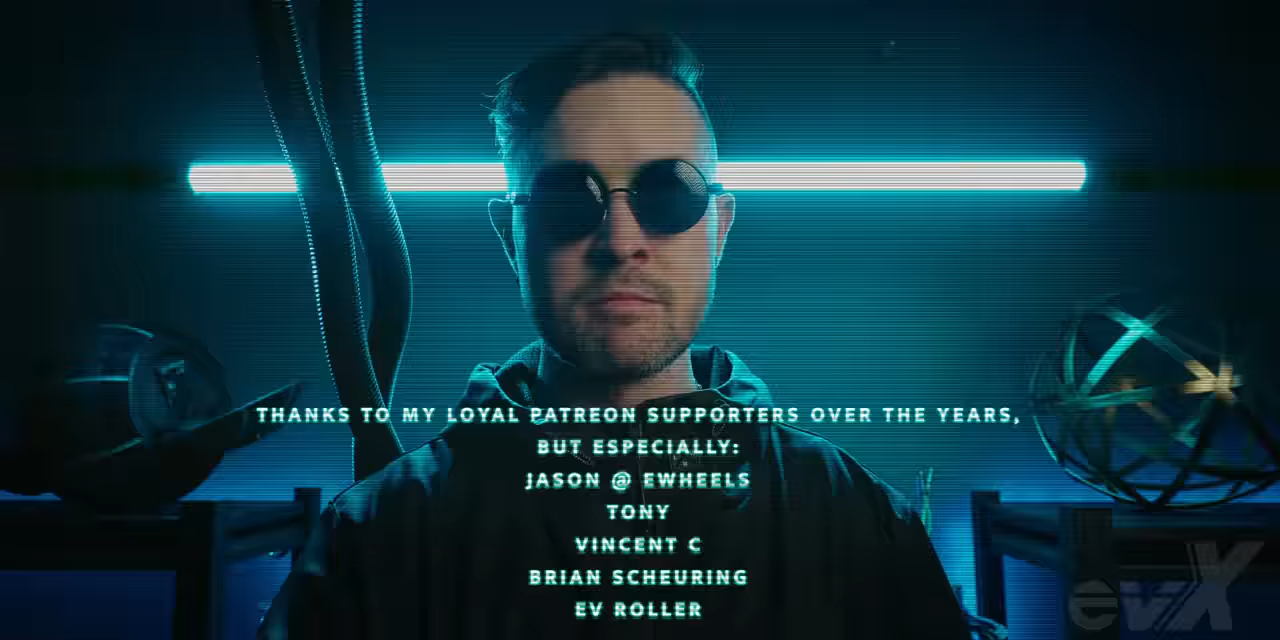 THANKS TO MY LOYAL PATREON SUPPORTERS OVER THE YEARS,
BUT ESPECIALLY:
JASON @ EWHEELS
TONY
VINCENT C
BRIAN SCHEURING
EV ROLLER
evX